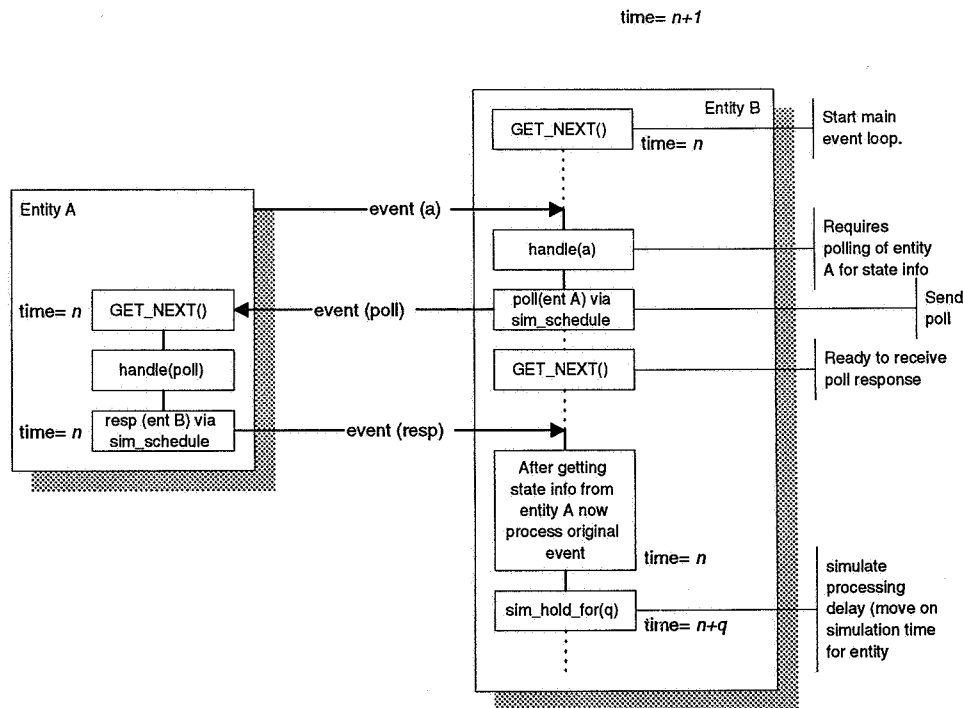 time= n+1
Entity B
GET_NEXT()
time= n
Start main
event loop.
Entity A
event (a)
handle(a)
Requires
polling of entity
A for state info
time= n
GET_NEXT()
event (poll)
poll(ent A) via
sim_schedule
Send
poll
handle(poll)
GET_NEXT()
Ready to receive
poll response
time= n
resp (ent B) via
sim_schedule
event (resp)
After getting
state info from
entity A now
process original
event
time= n
sim_hold_for(q)
time= n+q
simulate
processing
delay (move on
simulation time
for entity